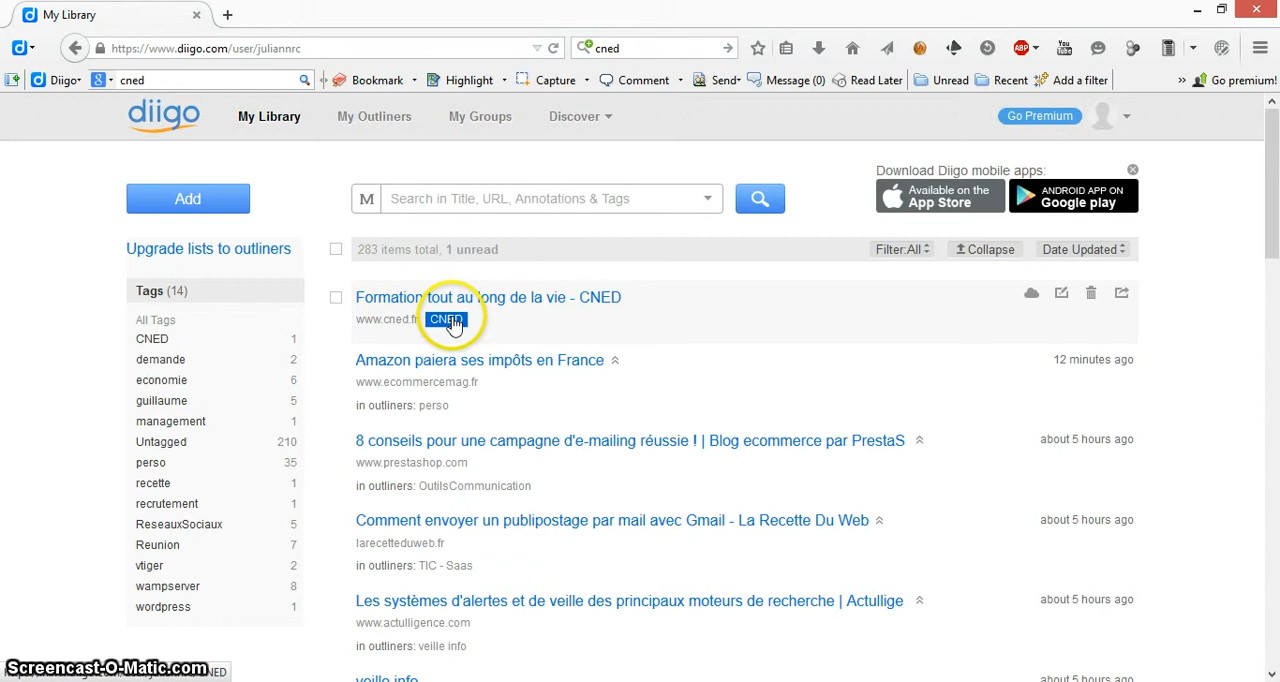 My Library
https://www.diigo.com/user/juliannrc
cned
Diigo
cned
Bookmark
Highlight
Capture
Comment
Send
Message (0)
Read Later
Unread
Recent
Add a filter
» Go premium!
diigo
My Library
My Outliners
My Groups
Discover
Go Premium
Download Diigo mobile apps:
Add
M
Search in Title, URL, Annotations & Tags
Available on the
App Store
ANDROID APP ON
Google play
Upgrade lists to outliners
283 items total, 1 unread
Filter:All
Collapse
Date Updated
Tags (14)
All Tags
CNED 1
demande 2
economie 6
guillaume 5
management 1
Untagged 210
perso 35
recette 1
recrutement 1
ReseauxSociaux 5
Reunion 7
vtiger 2
wampserver 8
wordpress 1
Formation tout au long de la vie - CNED
www.cned.fr CNED
Amazon paiera ses impôts en France
12 minutes ago
www.ecommercemag.fr
in outliners: perso
8 conseils pour une campagne d'e-mailing réussie ! | Blog ecommerce par PrestaS
about 5 hours ago
www.prestashop.com
in outliners: OutilsCommunication
Comment envoyer un publipostage par mail avec Gmail - La Recette Du Web
about 5 hours ago
larecetteduweb.fr
in outliners: TIC - Saas
Les systèmes d'alertes et de veille des principaux moteurs de recherche | Actullige
about 5 hours ago
www.actulligence.com
in outliners: veille info
veille info
about 5 hours ago
Screencast-O-Matic.com